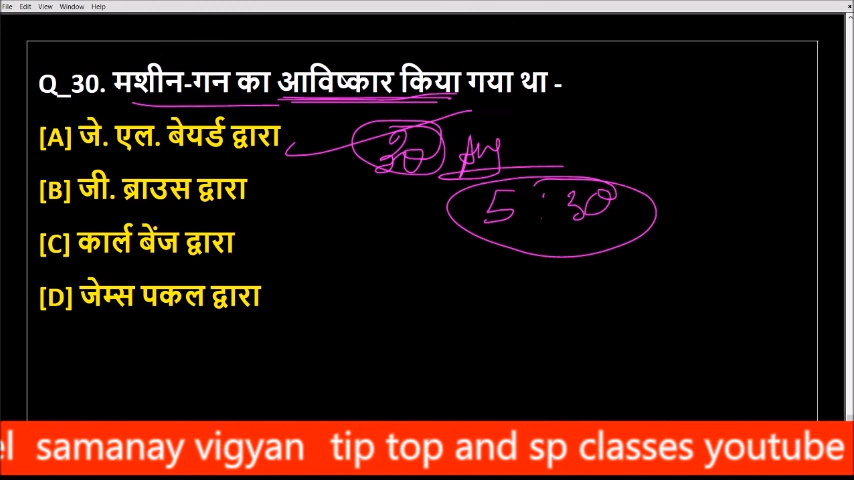 File Edit View Window Help
Q_30. मशीन-गन का आविष्कार किया गया था -
[A] जे. एल. बेयर्ड द्वारा
30 Ans
[B] जी. ब्राउस द्वारा
5 : 30
[C] कार्ल बेंज द्वारा
[D] जेम्स पकल द्वारा
el samanay vigyan tip top and sp classes youtube